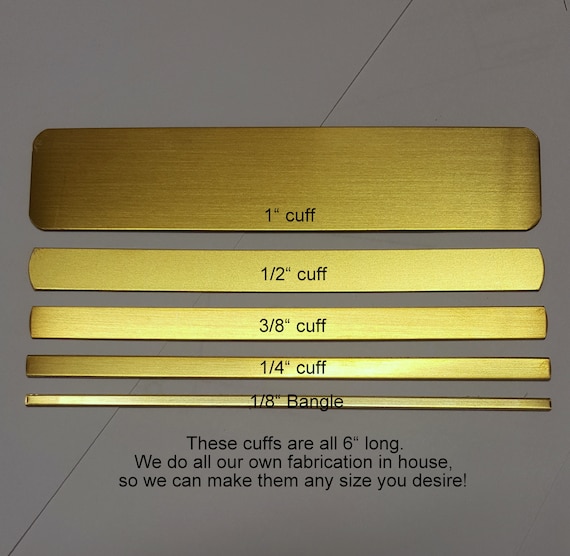 1“ cuff
1/2“ cuff
3/8“ cuff
1/4“ cuff
1/8“ Bangle
These cuffs are all 6“ long.
We do all our own fabrication in house,
so we can make them any size you desire!